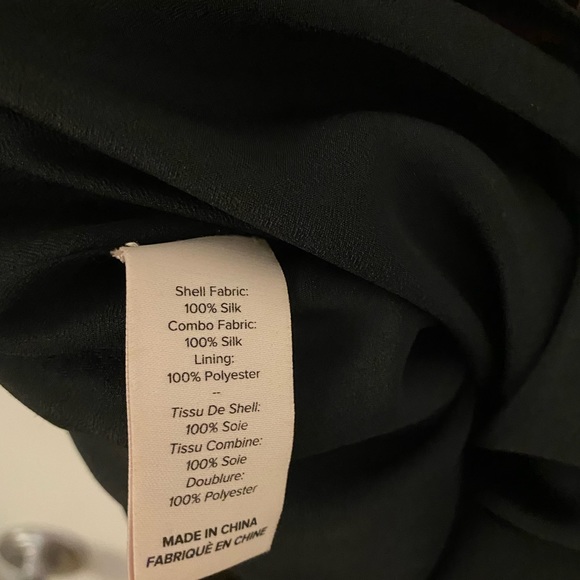 Shell Fabric:
100% Silk
Combo Fabric:
100% Silk
Lining:
100% Polyester
--
Tissu De Shell:
100% Soie
Tissu Combine:
100% Soie
Doublure:
100% Polyester
MADE IN CHINA
FABRIQUÈ EN CHINE